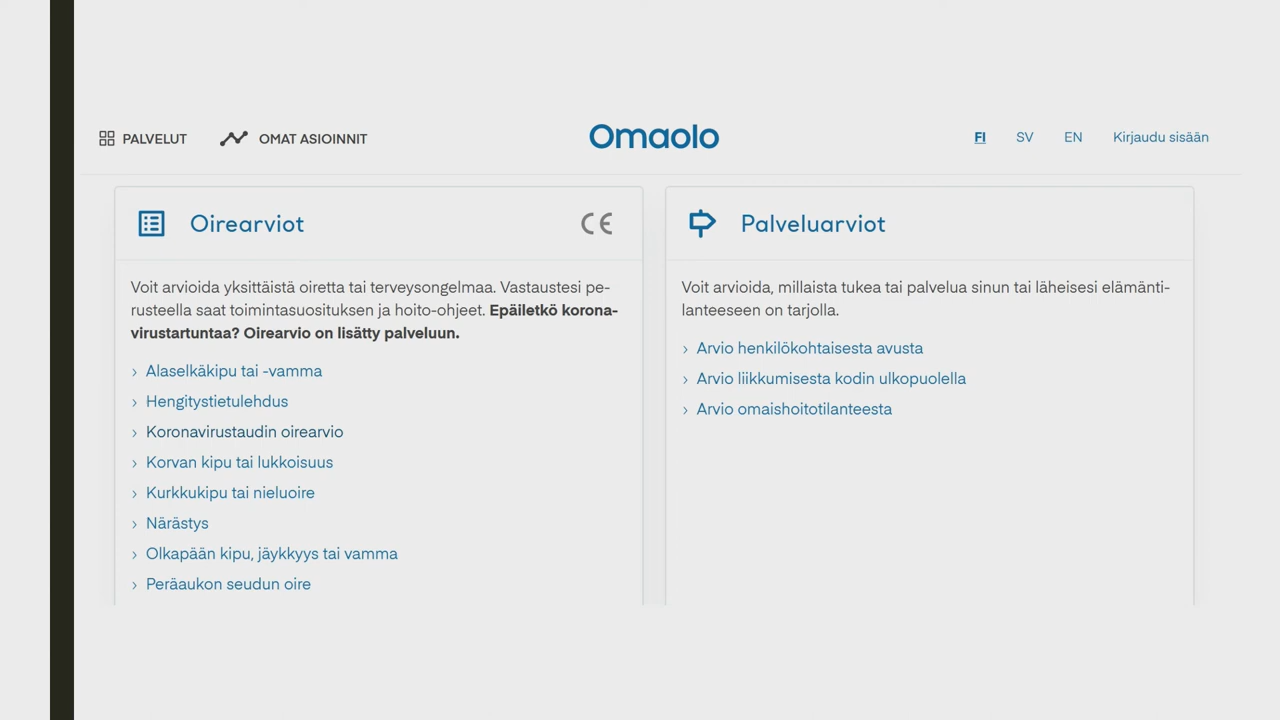 PALVELUT
OMAT ASIOINNIT
Omaolo
FI
SV
EN
Kirjaudu sisään
Oirearviot
CE
Voit arvioida yksittäistä oiretta tai terveysongelmaa. Vastaustesi pe-
rusteella saat toimintasuosituksen ja hoito-ohjeet. Epäiletkö korona-
virustartuntaa? Oirearvio on lisätty palveluun.
› Alaselkäkipu tai -vamma
› Hengitystietulehdus
› Koronavirustaudin oirearvio
› Korvan kipu tai lukkoisuus
› Kurkkukipu tai nieluoire
› Närästys
› Olkapään kipu, jäykkyys tai vamma
› Peräaukon seudun oire
Palveluarviot
Voit arvioida, millaista tukea tai palvelua sinun tai läheisesi elämänti-
lanteeseen on tarjolla.
› Arvio henkilökohtaisesta avusta
› Arvio liikkumisesta kodin ulkopuolella
› Arvio omaishoitotilanteesta